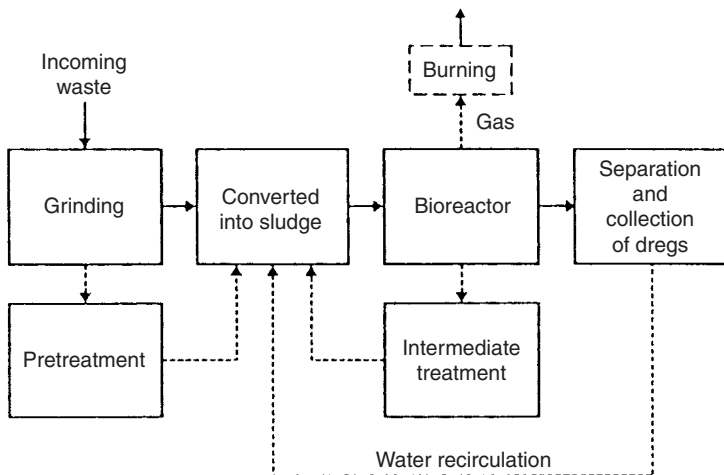 Incoming
waste
Burning
Gas
Grinding
Converted
into sludge
Bioreactor
Separation
and
collection
of dregs
Pretreatment
Intermediate
treatment
Water recirculation